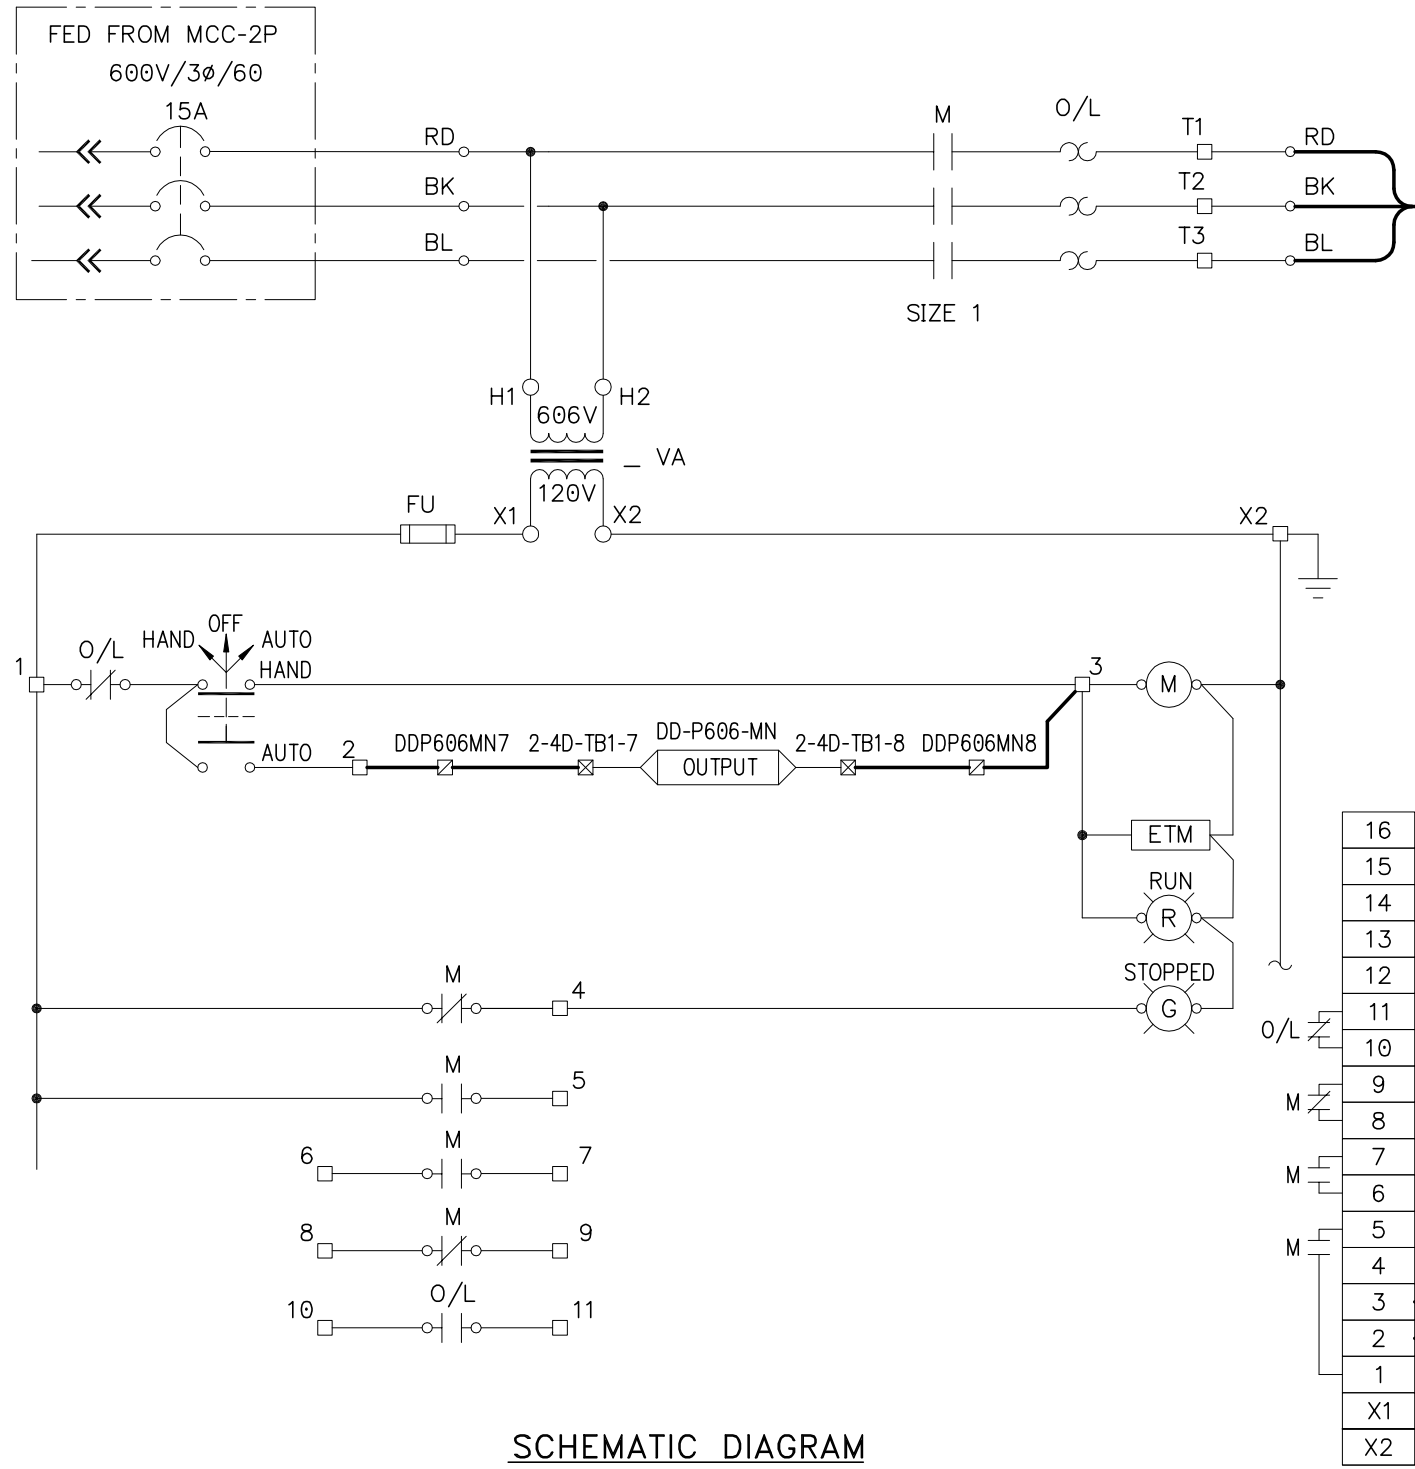 FED FROM MCC-2P
600V/3ø/60
15A
RD
BK
BL
M
O/L
T1
T2
T3
RD
BK
BL
SIZE 1
H1
H2
606V
_ VA
120V
FU
X1
X2
X2
1
O/L
HAND
OFF
AUTO
HAND
AUTO
2
DDP606MN7
2-4D-TB1-7
DD-P606-MN
OUTPUT
2-4D-TB1-8
DDP606MN8
3
M
ETM
RUN
R
STOPPED
G
M
4
M
5
6
M
7
8
M
9
10
O/L
11
16
15
14
13
12
11
O/L
10
9
M
8
7
M
6
5
M
4
3
2
1
X1
X2
SCHEMATIC DIAGRAM